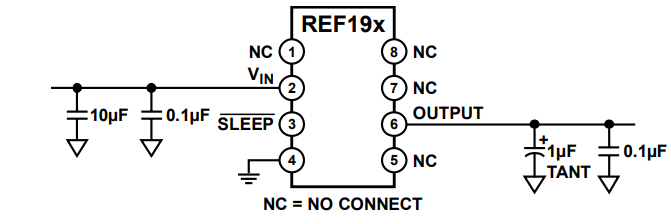 REF19x
NC 1 8 NC
VIN 2 7 NC
10µF 0.1µF SLEEP 3 6 OUTPUT
4 5 NC
+
1µF 0.1µF
TANT
NC = NO CONNECT